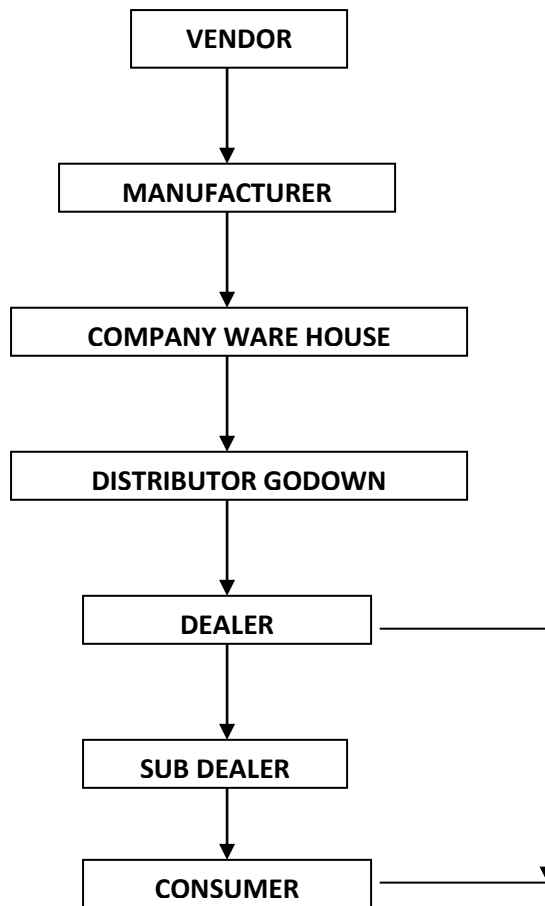 VENDOR
MANUFACTURER
COMPANY WARE HOUSE
DISTRIBUTOR GODOWN
DEALER
SUB DEALER
CONSUMER